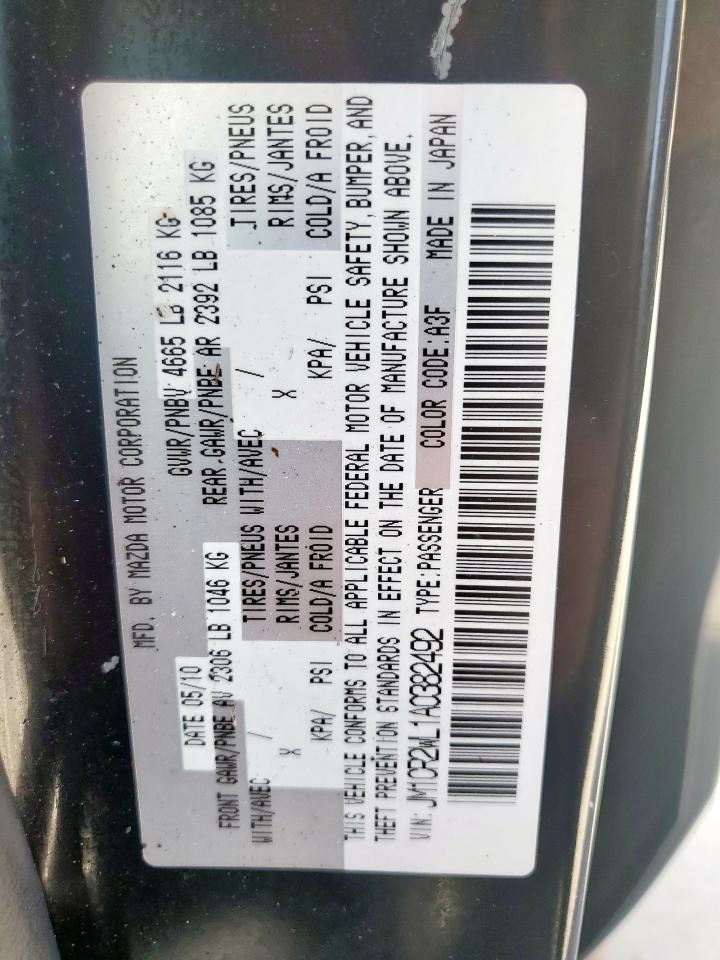 MFD. BY MAZDA MOTOR CORPORATION
DATE 05/10 GVWR/PNBV 4665 LB 2116 KG
FRONT GAWR/PNBE AV 2306 LB 1046 KG REAR GAWR/PNBE AR 2392 LB 1085 KG
WITH/AVEC / TIRES/PNEUS WITH/AVEC / TIRES/PNEUS
X RIMS/JANTES X RIMS/JANTES
KPA/ PSI COLD/A FROID KPA/ PSI COLD/A FROID
THIS VEHICLE CONFORMS TO ALL APPLICABLE FEDERAL MOTOR VEHICLE SAFETY, BUMPER, AND
THEFT PREVENTION STANDARDS IN EFFECT ON THE DATE OF MANUFACTURE SHOWN ABOVE.
VIN: JM1CR2WL1A0382492 TYPE:PASSENGER COLOR CODE:A3F MADE IN JAPAN